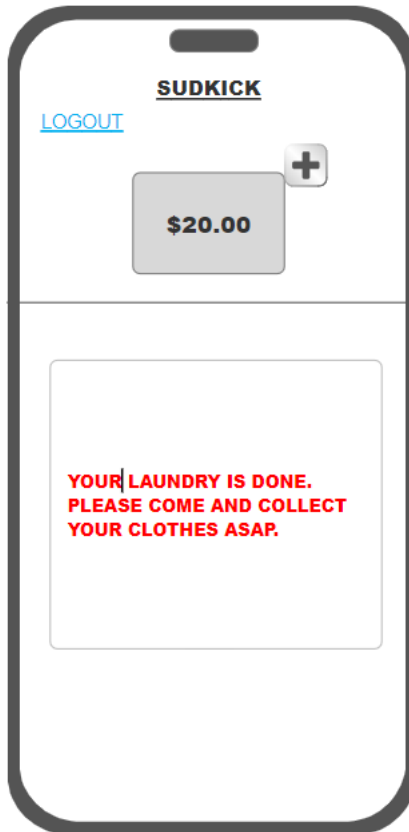 SUDKICK
LOGOUT
$20.00
YOUR LAUNDRY IS DONE.
PLEASE COME AND COLLECT
YOUR CLOTHES ASAP.